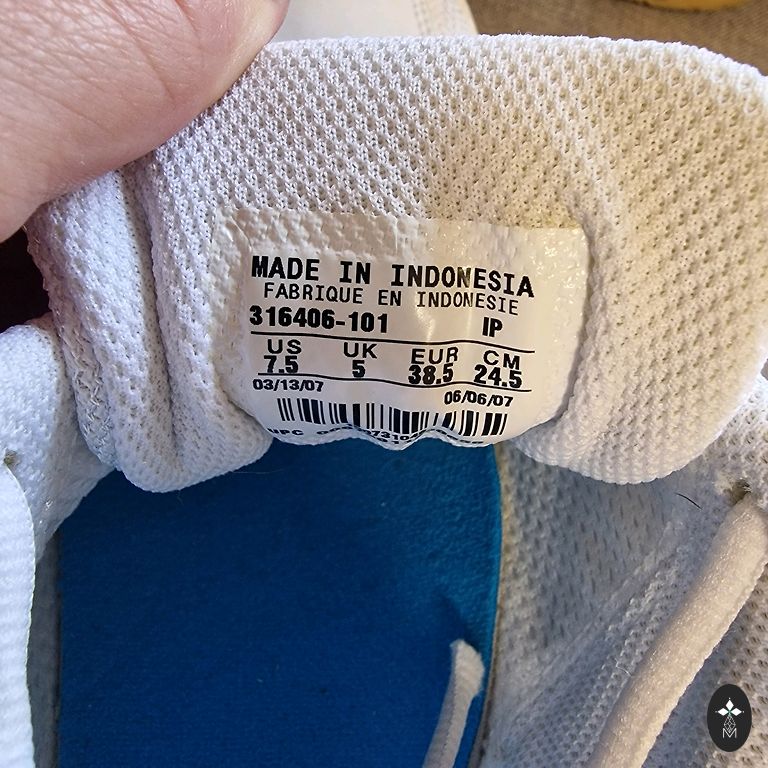 MADE IN INDONESIA
FABRIQUE EN INDONESIE
316406-101 IP
US UK EUR CM
7.5 5 38.5 24.5
03/13/07 06/06/07
UPC
M